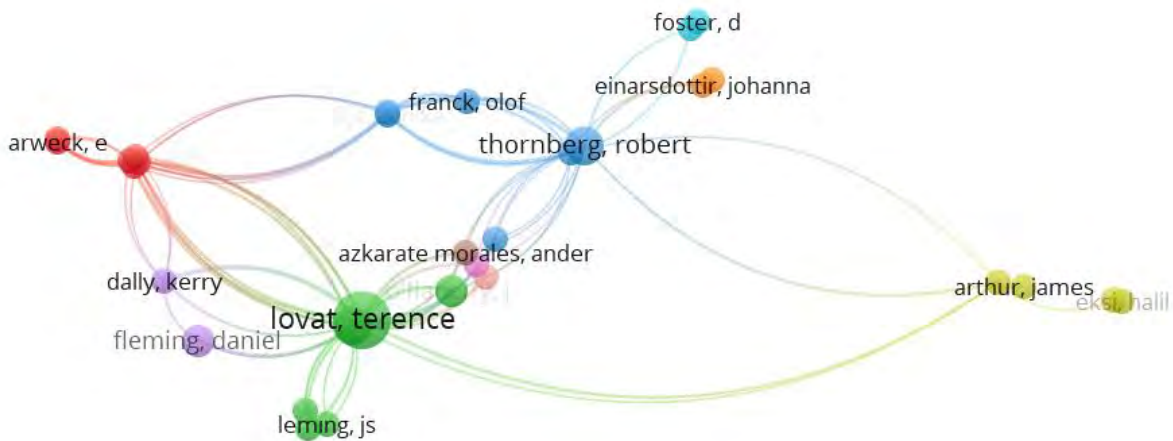 foster, d
einarsdottir, johanna
franck, olof
arweck, e
thornberg, robert
azkarate morales, ander
dally, kerry
arthur, james
eksi, halil
lovat, terence
fleming, daniel
leming, js